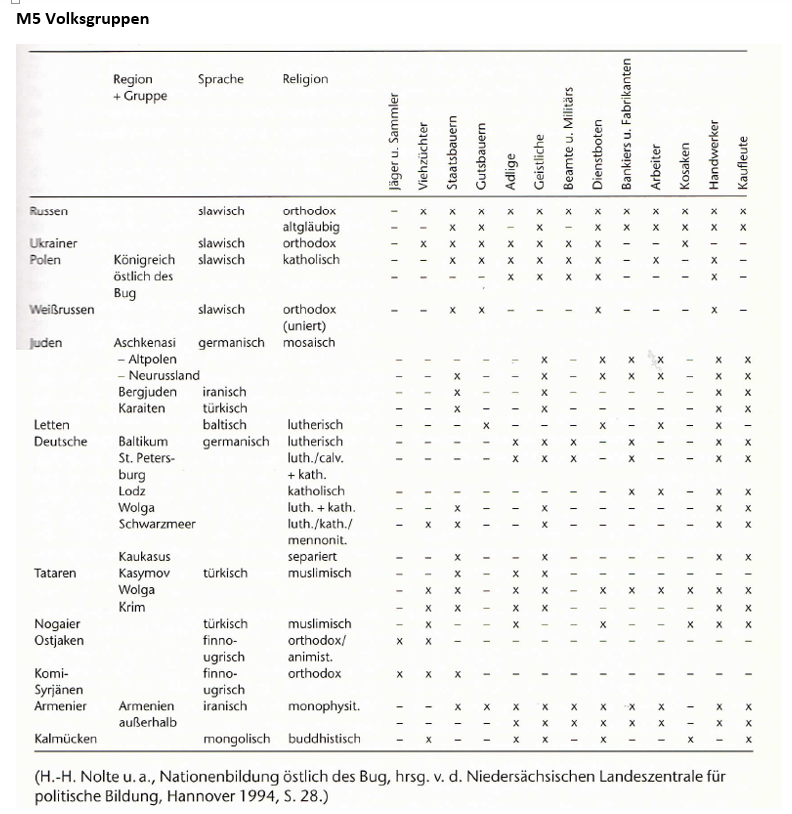 M5 Volksgruppen
Region Sprache Religion
+ Gruppe
Jäger u. Sammler
Viehzüchter
Staatsbauern
Gutsbauern
Adlige
Geistliche
Beamte u. Militärs
Dienstboten
Bankiers u. Fabrikanten
Arbeiter
Kosaken
Handwerker
Kaufleute
Russen slawisch orthodox – x x x x x x x x x x x x
altgläubig – – x x – x – x x x x x x
Ukrainer slawisch orthodox – x x x x x x x – – x – –
Polen Königreich slawisch katholisch – – x x x x x x – x – x –
östlich des – – – – x x x x – – – x –
Bug
Weißrussen slawisch orthodox – – x x – – – x – – – x –
(uniert)
Juden Aschkenasi germanisch mosaisch
– Altpolen – – – – – x – x x x – x x
– Neurussland – – x – – x – x x x – x x
Bergjuden iranisch – – x – – x – – – – – x x
Karaiten türkisch – – x – – x – – – – – x x
Letten baltisch lutherisch – – – x – – – x – x – x –
Deutsche Baltikum germanisch lutherisch – – – – x x x – x – – x x
St. Peters- luth./calv. – – – – x x x – x – – x x
burg + kath.
Lodz katholisch – – – – – – – – x x – x x
Wolga luth. + kath. – – x – – x – – – – – x x
Schwarzmeer luth./kath./ – x x – – x – – – – – x x
mennonit.
Kaukasus separiert – – x – – x – – – – – x x
Tataren Kasymov türkisch muslimisch – – x – x x – – – – – – –
Wolga – x x – x x – x x x x x x
Krim – x x – x x – – – – – x x
Nogaier türkisch muslimisch – x – – x – – x – – x x x
Ostjaken finno- orthodox/ x x – – – – – – – – – – –
ugrisch animist.
Komi- finno- orthodox x x x – – – – – – – – – –
Syrjänen ugrisch
Armenier Armenien iranisch monophysit. – – x x x x x x x x – x x
außerhalb – – – – x x x x x x – x x
Kalmücken mongolisch buddhistisch – x – – x x – x – – x – x
(H.-H. Nolte u. a., Nationenbildung östlich des Bug, hrsg. v. d. Niedersächsischen Landeszentrale für
politische Bildung, Hannover 1994, S. 28.)